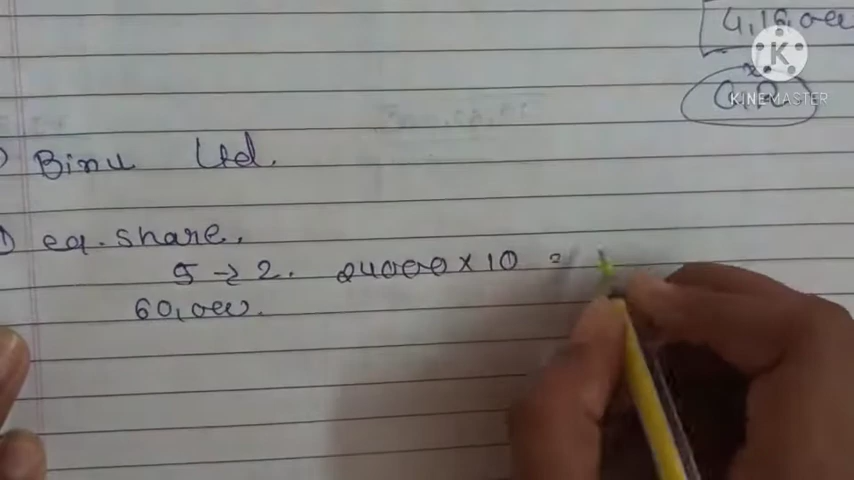 4,16,000
K
KINEMASTER
Binu Ltd.
eq. share.
5 → 2. 24000 × 10 =
60,000.